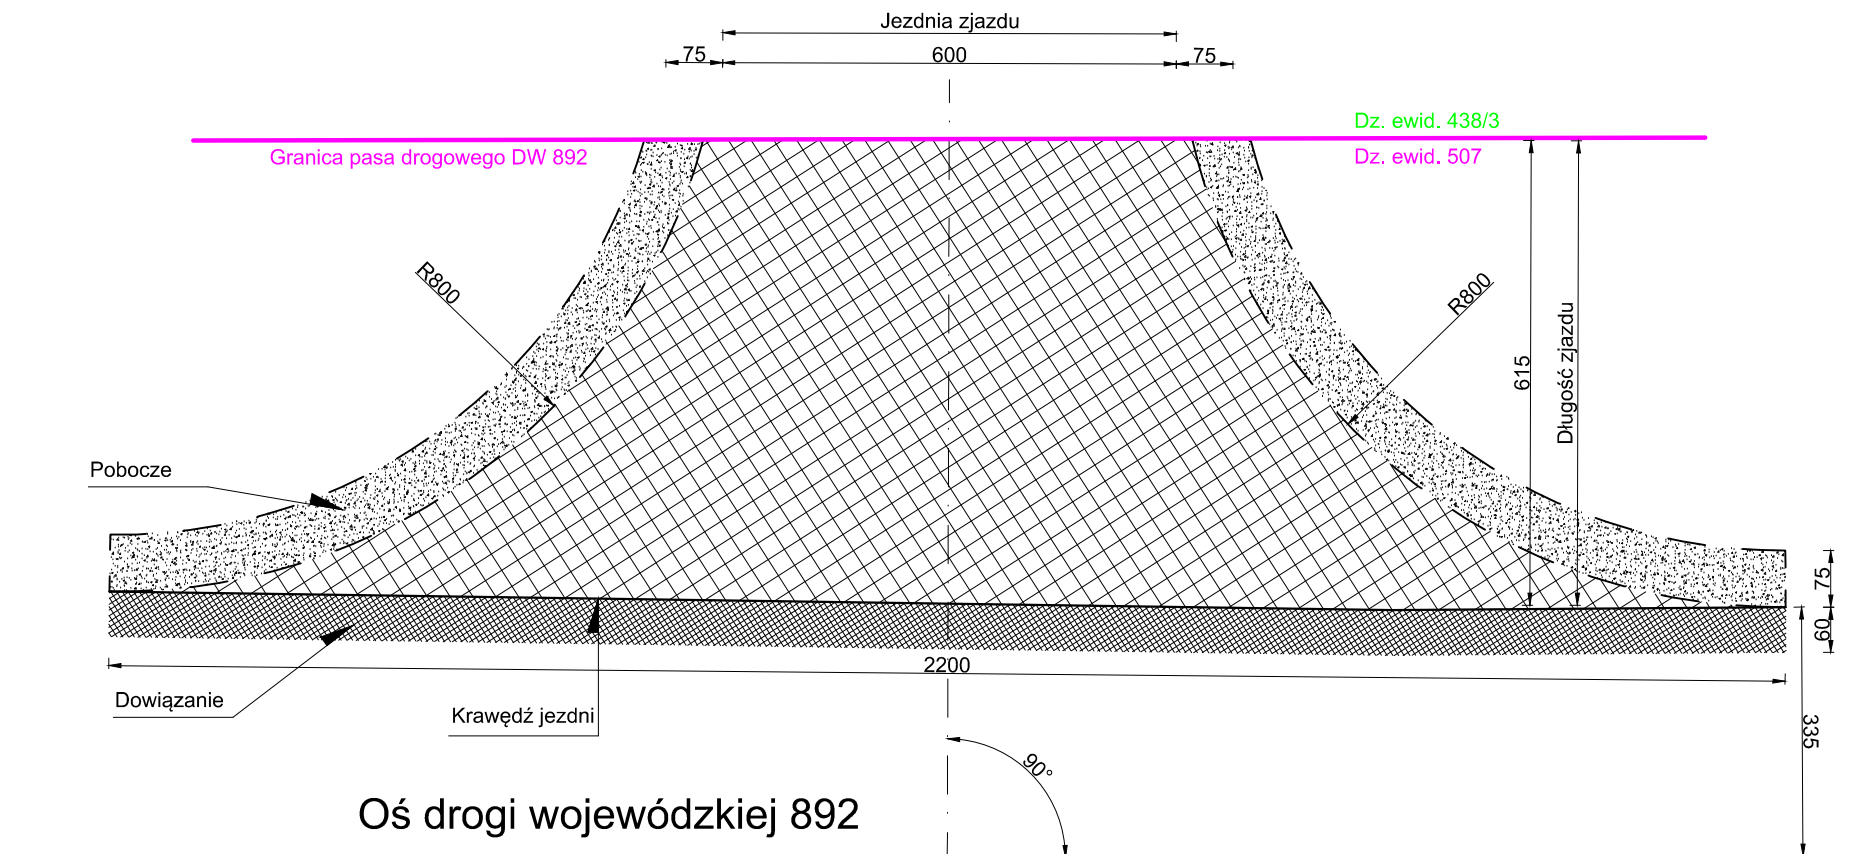 Jezdnia zjazdu
75
600
75
Dz. ewid. 438/3
Granica pasa drogowego DW 892
Dz. ewid. 507
R800
R800
615
Długość zjazdu
Pobocze
75
60
2200
Dowiązanie
Krawędź jezdni
335
90°
Oś drogi wojewódzkiej 892